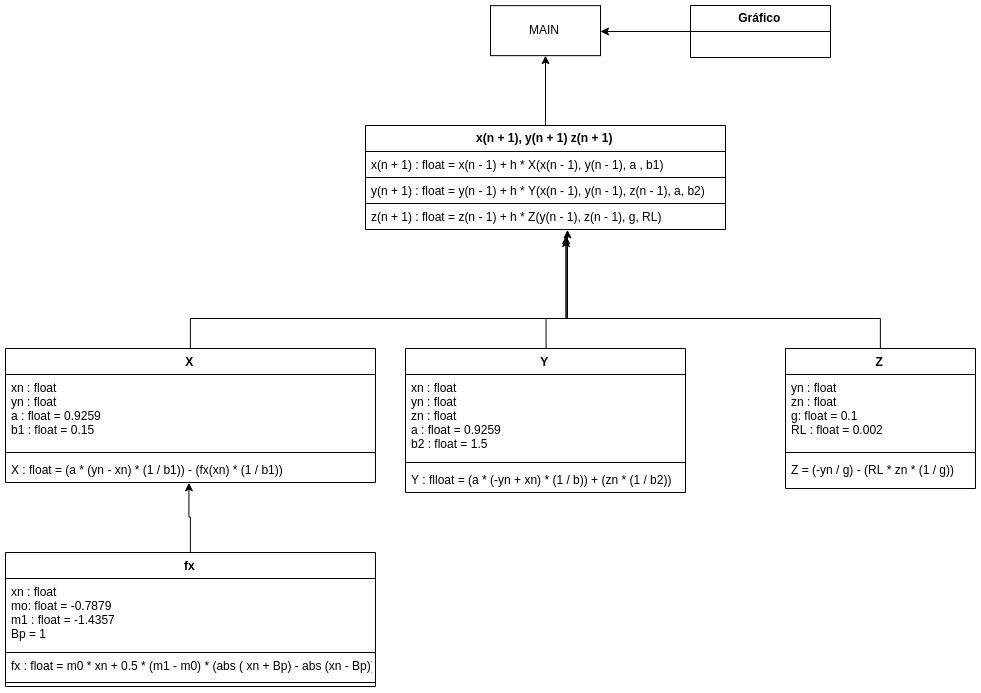 MAIN
Gráfico
x(n + 1), y(n + 1) z(n + 1)
x(n + 1) : float = x(n - 1) + h * X(x(n - 1), y(n - 1), a , b1)
y(n + 1) : float = y(n - 1) + h * Y(x(n - 1), y(n - 1), z(n - 1), a, b2)
z(n + 1) : float = z(n - 1) + h * Z(y(n - 1), z(n - 1), g, RL)
X
xn : float
yn : float
a : float = 0.9259
b1 : float = 0.15
X : float = (a * (yn - xn) * (1 / b1)) - (fx(xn) * (1 / b1))
Y
xn : float
yn : float
zn : float
a : float = 0.9259
b2 : float = 1.5
Y : flloat = (a * (-yn + xn) * (1 / b)) + (zn * (1 / b2))
Z
yn : float
zn : float
g: float = 0.1
RL : float = 0.002
Z = (-yn / g) - (RL * zn * (1 / g))
fx
xn : float
mo: float = -0.7879
m1 : float = -1.4357
Bp = 1
fx : float = m0 * xn + 0.5 * (m1 - m0) * (abs ( xn + Bp) - abs (xn - Bp)